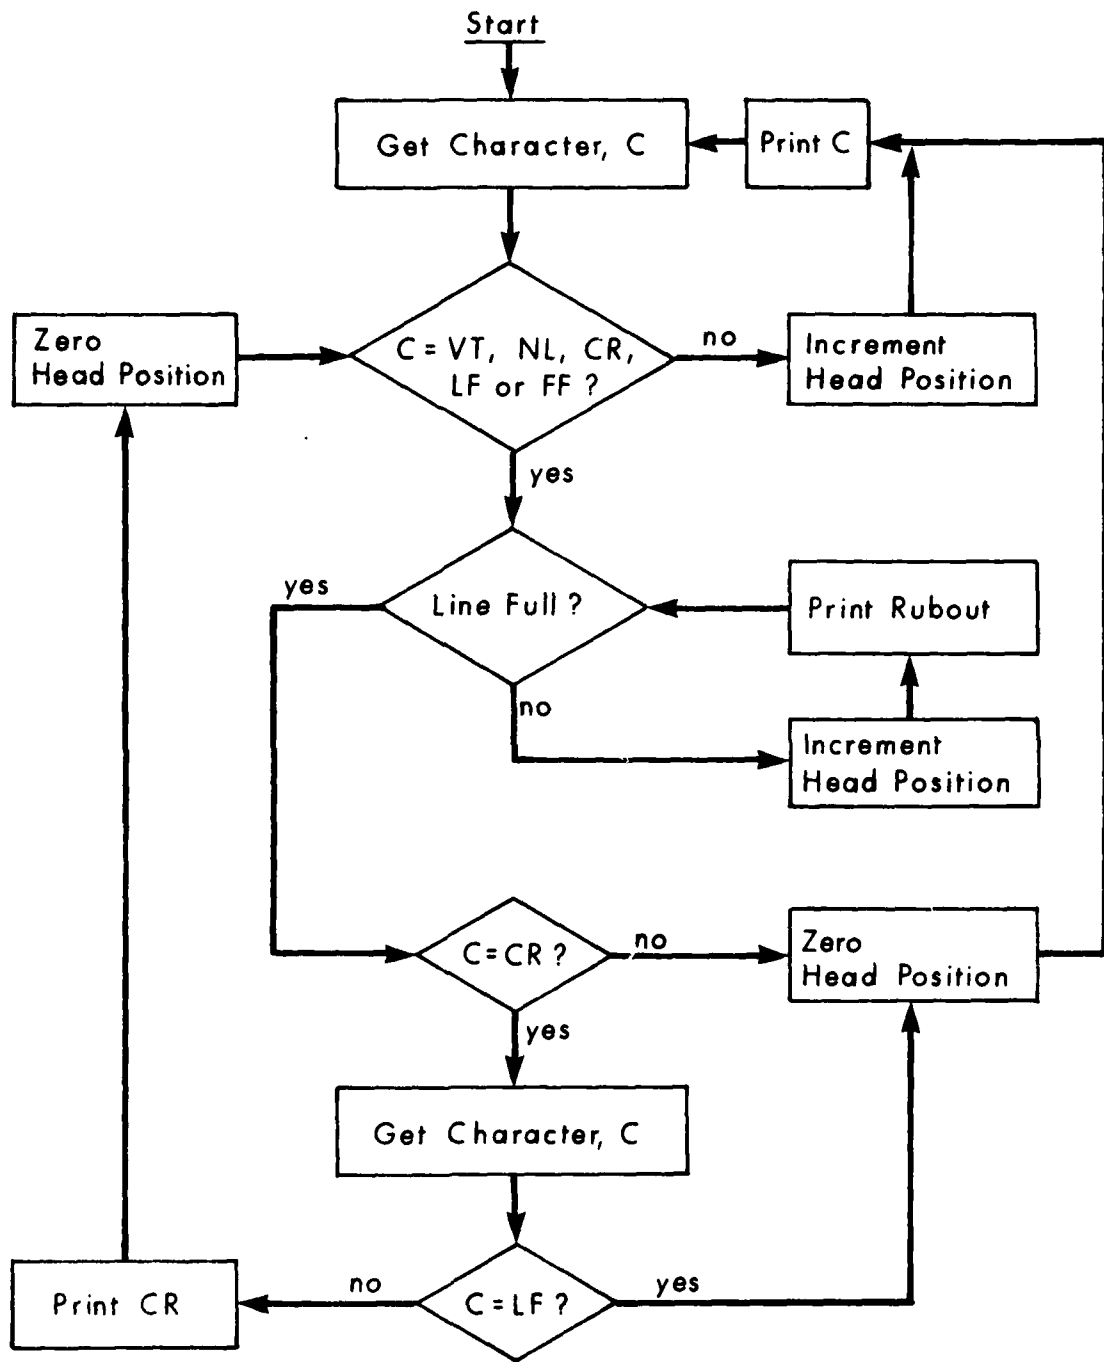 Start
Get Character, C
Print C
Zero
Head Position
C = VT, NL, CR,
LF or FF ?
no
Increment
Head Position
yes
yes
Line Full ?
Print Rubout
no
Increment
Head Position
C = CR ?
no
Zero
Head Position
yes
Get Character, C
Print CR
no
C = LF ?
yes